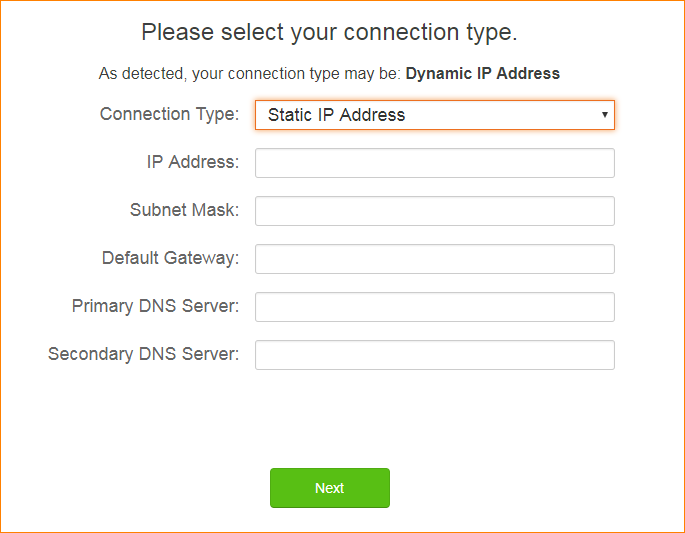 Please select your connection type.
As detected, your connection type may be: Dynamic IP Address
Connection Type: Static IP Address
IP Address:
Subnet Mask:
Default Gateway:
Primary DNS Server:
Secondary DNS Server:
Next